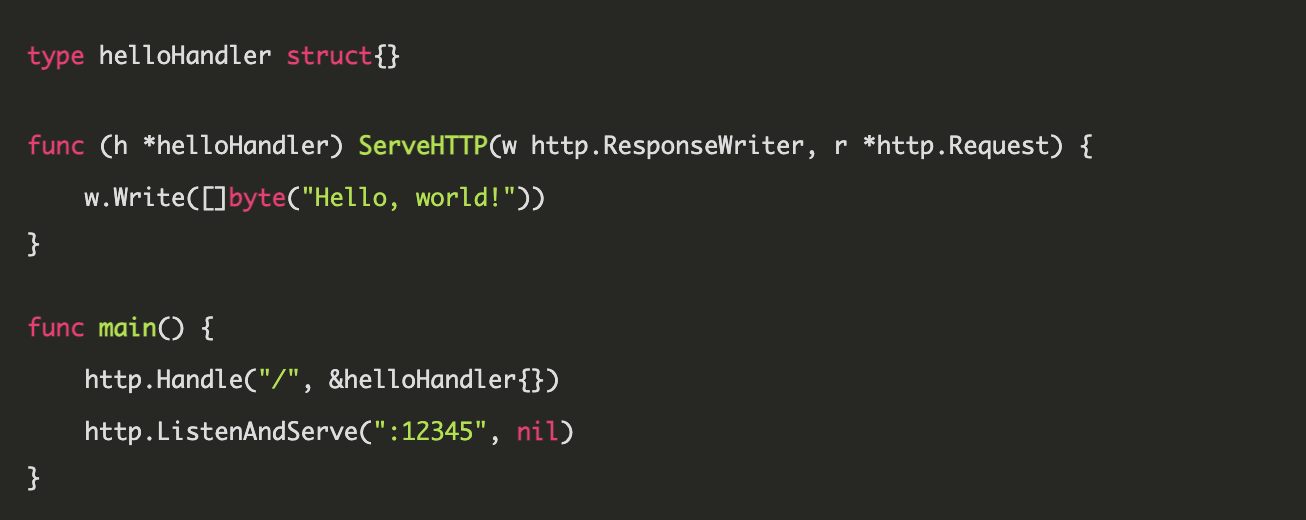 type helloHandler struct{}
func (h *helloHandler) ServeHTTP(w http.ResponseWriter, r *http.Request) {
    w.Write([]byte("Hello, world!"))
}
func main() {
    http.Handle("/", &helloHandler{})
    http.ListenAndServe(":12345", nil)
}